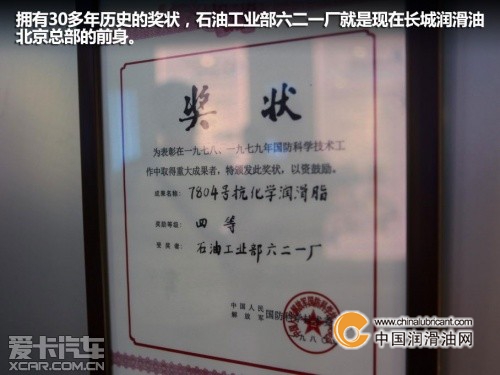 拥有30多年历史的奖状，石油工业部六二一厂就是现在长城润滑油
北京总部的前身。
奖状
为表彰在一九七八、一九七九年国防科学技术工
作中取得重大成果者，特颁发此奖状，以资鼓励。
成果名称：7804号抗化学润滑脂
奖励等级：四等
受奖者：石油工业部六二一厂
中国人民
解放军
国防科
www.chinalubricant.com
中国润滑油网
爱卡汽车
XCAR.COM.CN